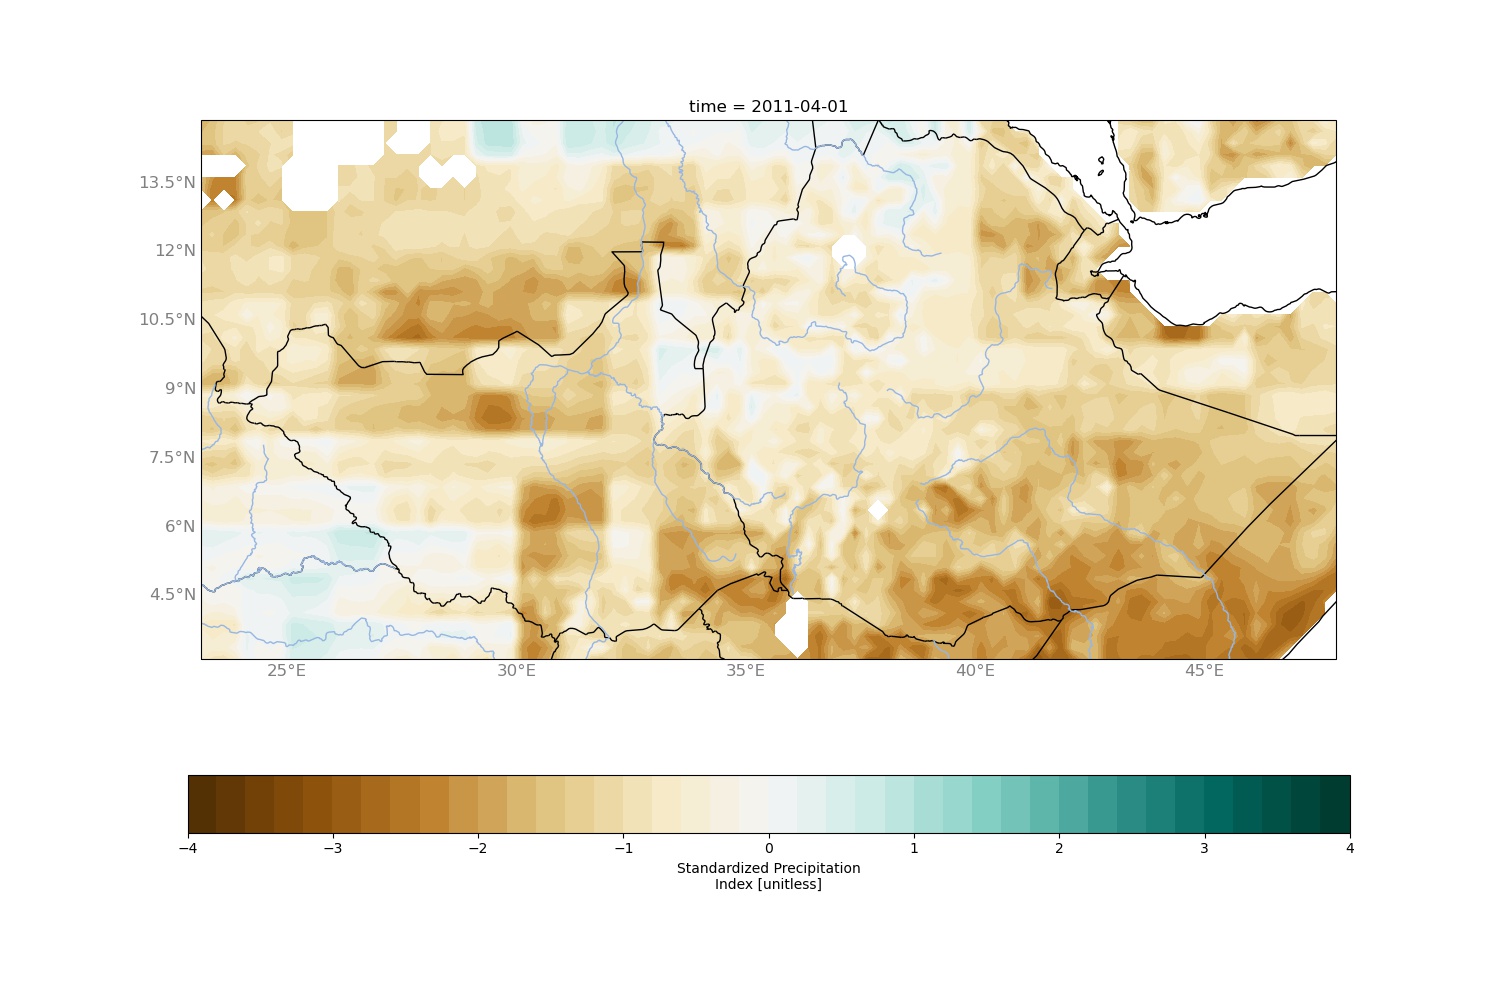 time = 2011-04-01
13.5°N
12°N
10.5°N
9°N
7.5°N
6°N
4.5°N
25°E 30°E 35°E 40°E 45°E
−4 −3 −2 −1 0 1 2 3 4
Standardized Precipitation
Index [unitless]